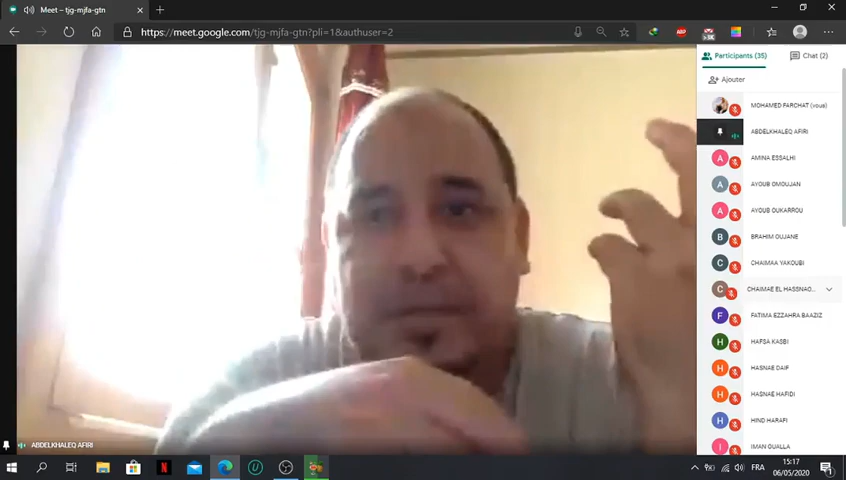 Meet – tjg-mjfa-gtn
https://meet.google.com/tjg-mjfa-gtn?pli=1&authuser=2
Participants (35)
Chat (2)
Ajouter
MOHAMED FARCHAT (vous)
ABDELKHALEQ AFIRI
A AMINA ESSALHI
A AYOUB OMOUJAN
A AYOUB OUKARROU
B BRAHIM OUJANE
C CHAIMAA YAKOUBI
C CHAIMAE EL HASSNAO...
F FATIMA EZZAHRA BAAZIZ
H HAFSA KASBI
H HASNAE DAIF
H HASNAE HAFIDI
H HIND HARAFI
I IMAN OUALLA
ABDELKHALEQ AFIRI
FRA
15:17
06/05/2020